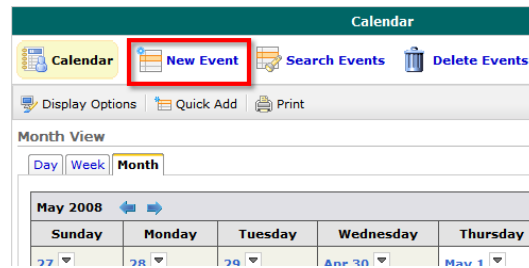 Calendar
Calendar New Event Search Events Delete Events
Display Options Quick Add Print
Month View
Day Week Month
May 2008
Sunday Monday Tuesday Wednesday Thursday
27 28 29 Apr 30 May 1